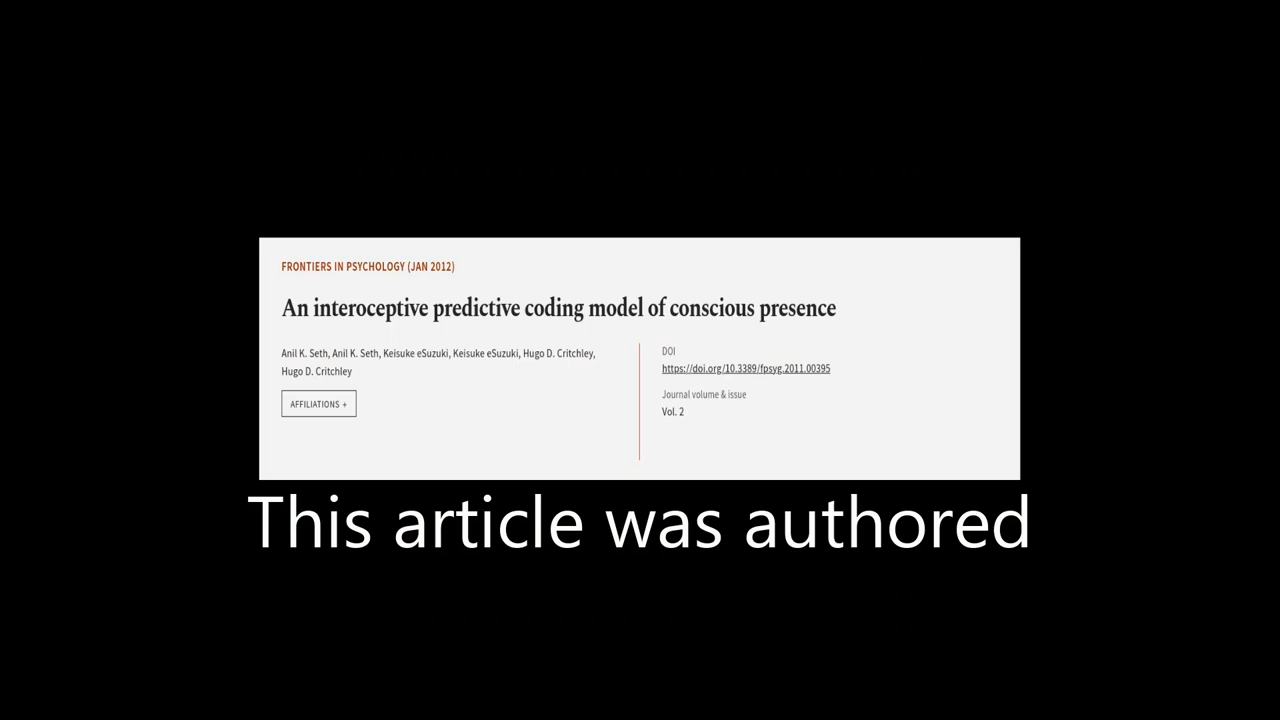 FRONTIERS IN PSYCHOLOGY (JAN 2012)
An interoceptive predictive coding model of conscious presence
Anil K. Seth, Anil K. Seth, Keisuke eSuzuki, Keisuke eSuzuki, Hugo D. Critchley,
Hugo D. Critchley
AFFILIATIONS +
DOI
https://doi.org/10.3389/fpsyg.2011.00395
Journal volume & issue
Vol. 2
This article was authored